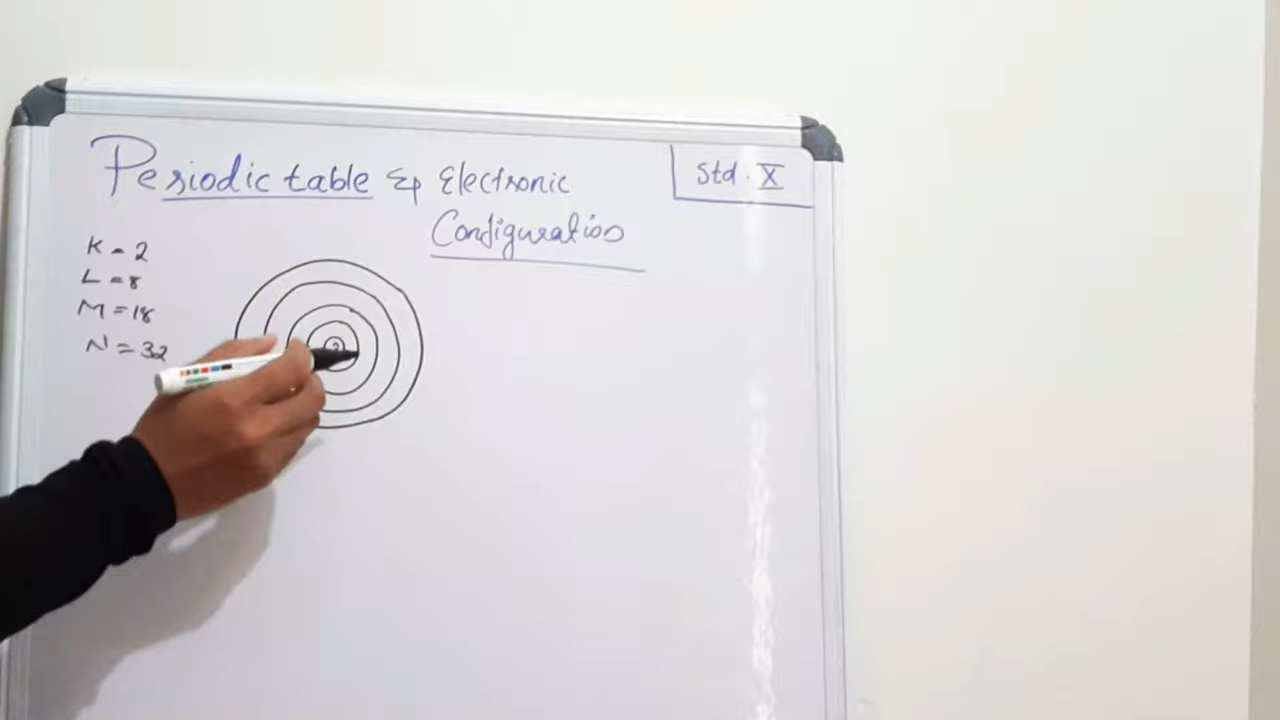 Periodic table & Electronic
Configuration
Std. X
K = 2
L = 8
M = 18
N = 32